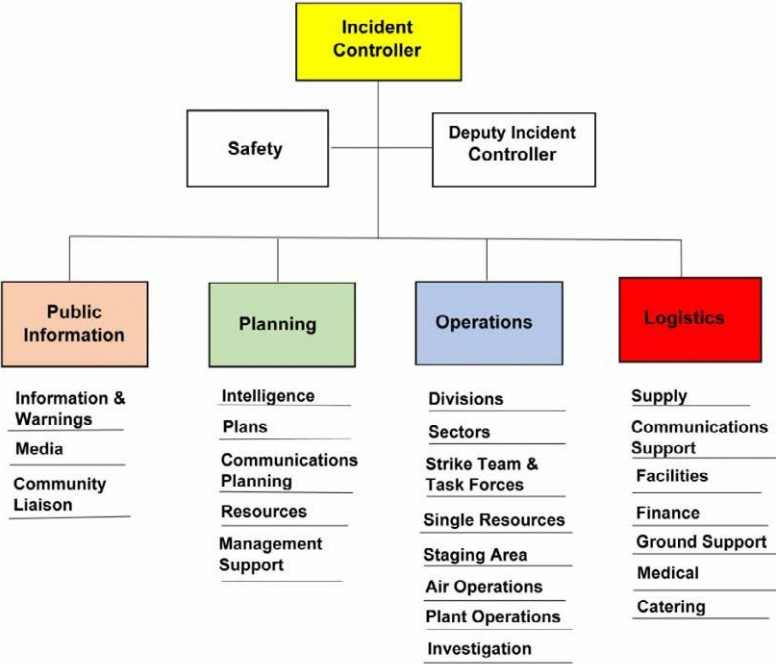 Incident
Controller
Safety
Deputy Incident
Controller
Public
Information
Planning
Operations
Logistics
Information &
Warnings
Media
Community
Liaison
Intelligence
Plans
Communications
Planning
Resources
Management
Support
Divisions
Sectors
Strike Team &
Task Forces
Single Resources
Staging Area
Air Operations
Plant Operations
Investigation
Supply
Communications
Support
Facilities
Finance
Ground Support
Medical
Catering